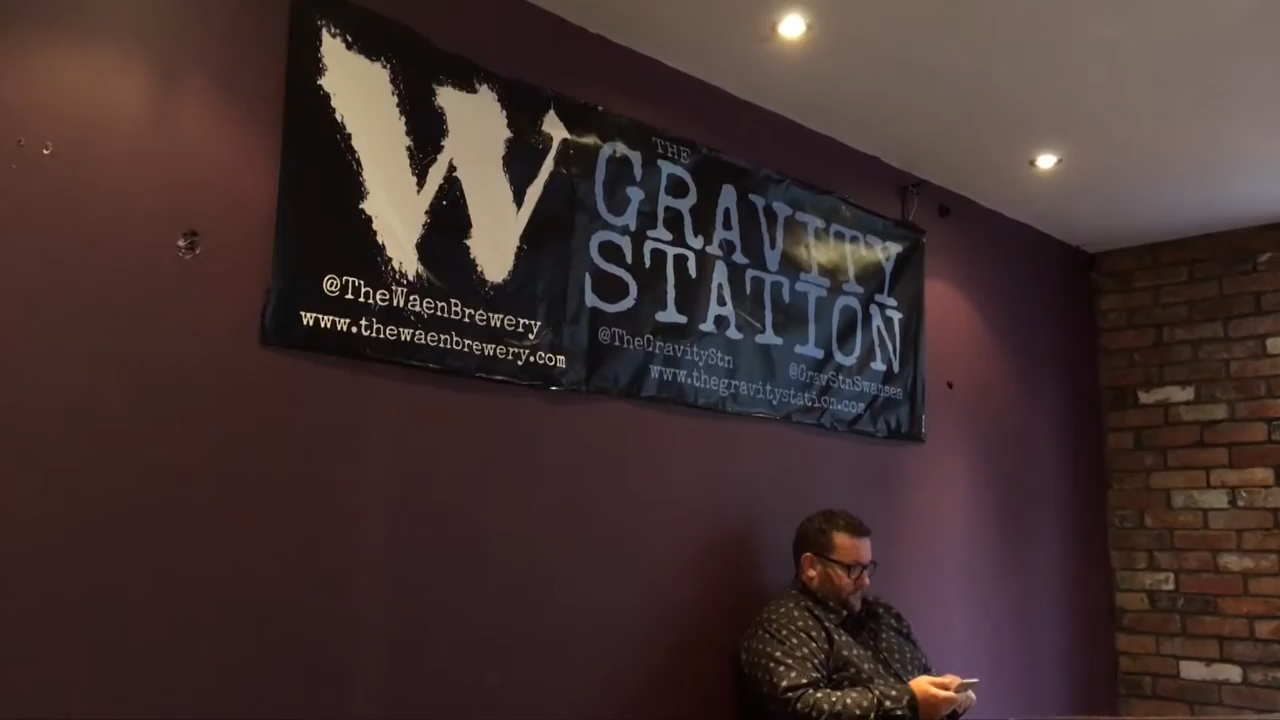 W
@TheWaenBrewery
www.thewaenbrewery.com
THE
GRAVITY
STATION
@TheGravityStn
@GravStnSwansea
www.thegravitystation.com